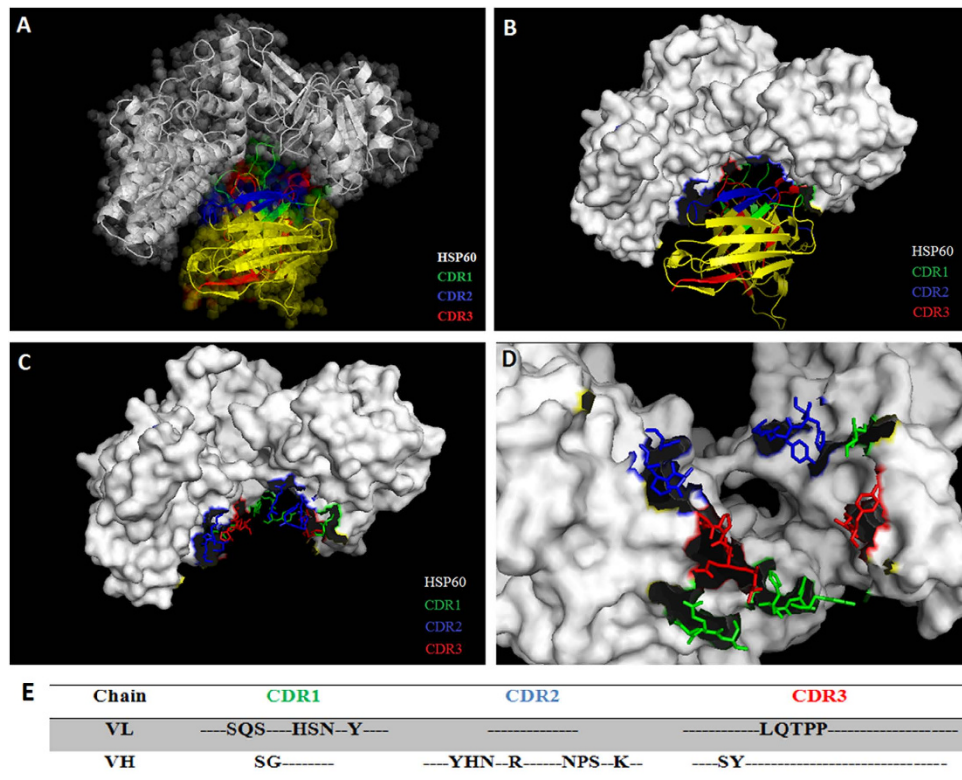 A
HSP60
CDR1
CDR2
CDR3
B
HSP60
CDR1
CDR2
CDR3
C
HSP60
CDR1
CDR2
CDR3
D
E
Chain CDR1 CDR2 CDR3
VL ----SQS----HSN--Y---- -------------- ------------LQTPP--------------------
VH SG-------- ----YHN--R------NPS--K-- ----SY-------------------------------